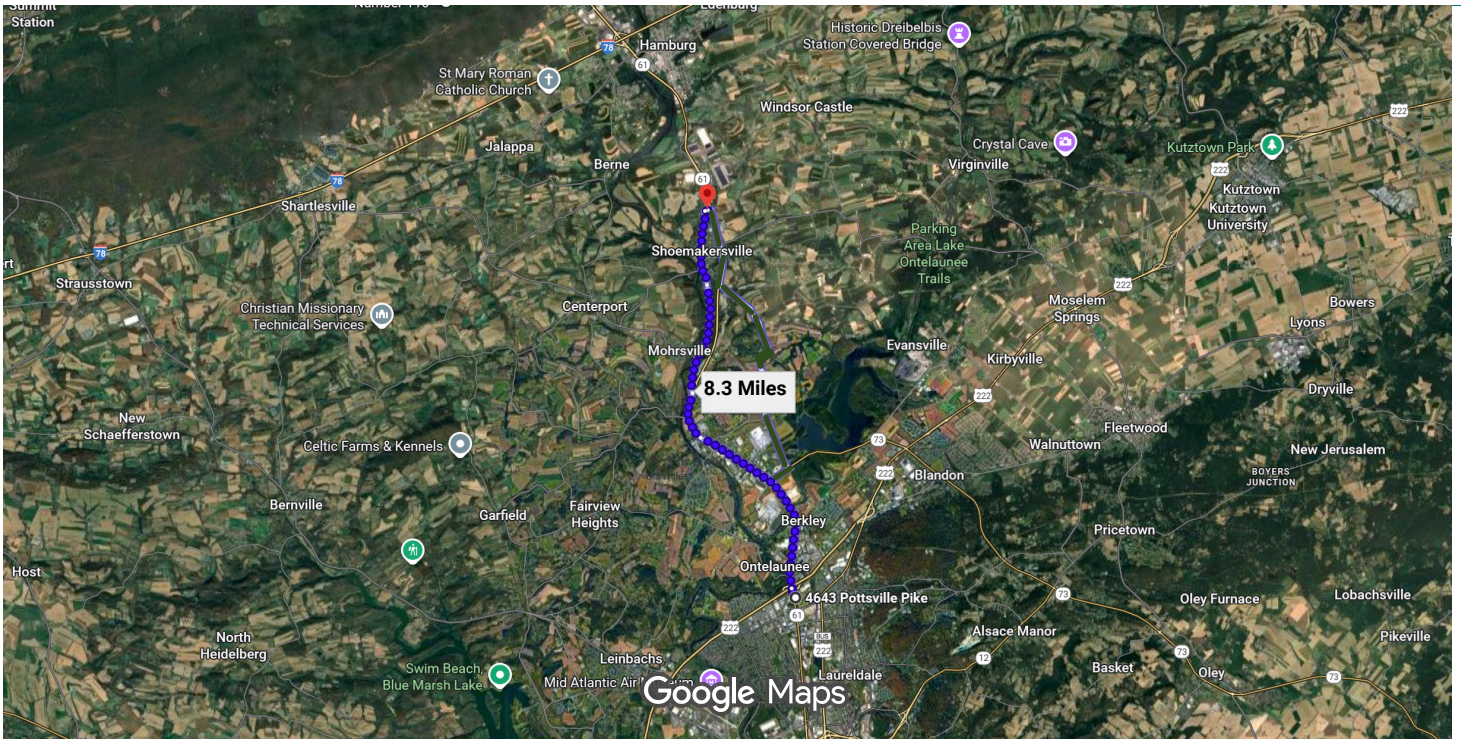 Summit
Station
Edenburg
Historic Dreibelbis
Station Covered Bridge
78
Hamburg
61
St Mary Roman
Catholic Church
Windsor Castle
222
Jalappa
Berne
Crystal Cave
Virginville
Kutztown Park
222
78
61
Kutztown
Kutztown
University
Shartlesville
78
Shoemakersville
Parking
Area Lake
Ontelaunee
Trails
Strausstown
222
Christian Missionary
Technical Services
Centerport
Moselem
Springs
Bowers
Lyons
Mohrsville
Evansville
Kirbyville
8.3 Miles
222
Dryville
New
Schaefferstown
Celtic Farms & Kennels
73
Fleetwood
Walnuttown
New Jerusalem
222
Blandon
BOYERS
JUNCTION
Bernville
Garfield
Fairview
Heights
Berkley
Pricetown
Host
Ontelaunee
4643 Pottsville Pike
73
Oley Furnace
Lobachsville
61
222
North
Heidelberg
BUS
222
Alsace Manor
Pikeville
12
73
Leinbachs
Swim Beach,
Blue Marsh Lake
Mid Atlantic Air
Laureldale
Basket
Oley
73
Google Maps